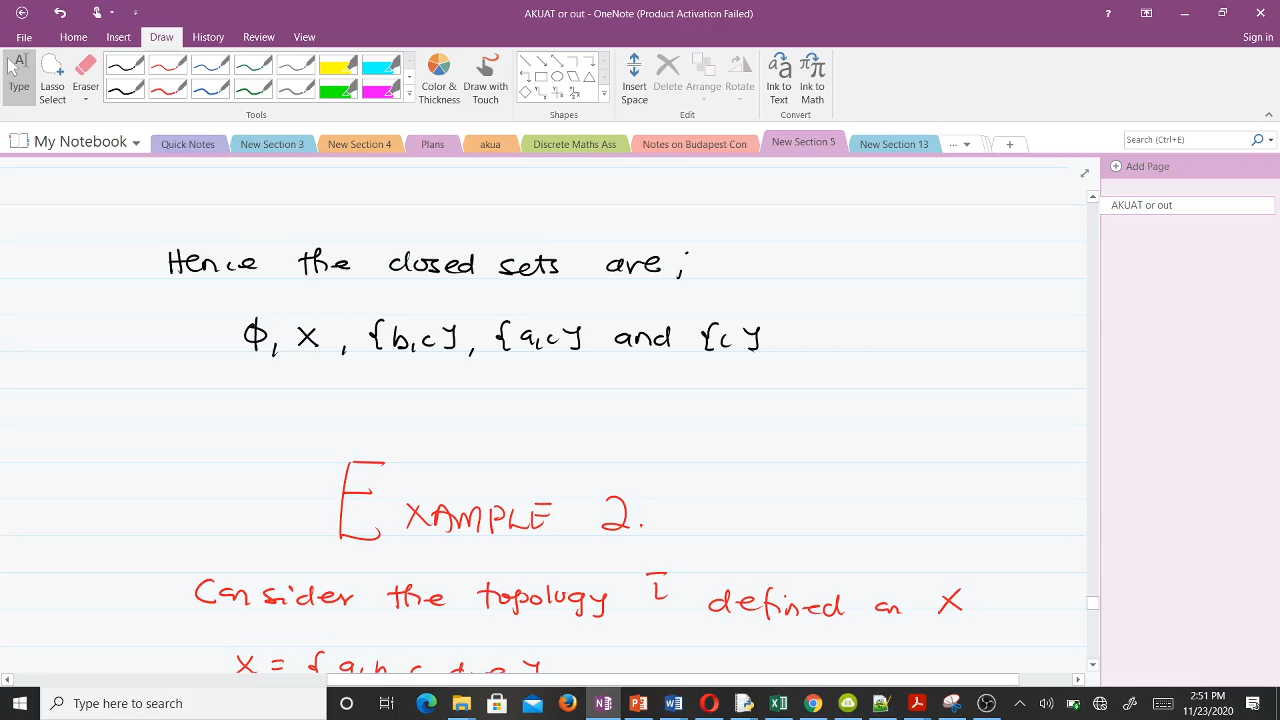 AKUAT or out - OneNote (Product Activation Failed)
File Home Insert Draw History Review View Sign in
Type Lasso Select Eraser Color & Thickness Draw with Touch Insert Space Delete Arrange Rotate Ink to Text Ink to Math
Tools Shapes Edit Convert
My Notebook Quick Notes New Section 3 New Section 4 Plans akua Discrete Maths Ass Notes on Budapest Con New Section 5 New Section 13 ... Search (Ctrl+E)
Add Page
AKUAT or out
Hence the closed sets are ;
Φ, X , {b,c}, {a,c} and {c}
EXAMPLE 2.
Consider the topology τ defined on X
X = {a,b,c,d,e}
Type here to search
2:51 PM
11/23/2020